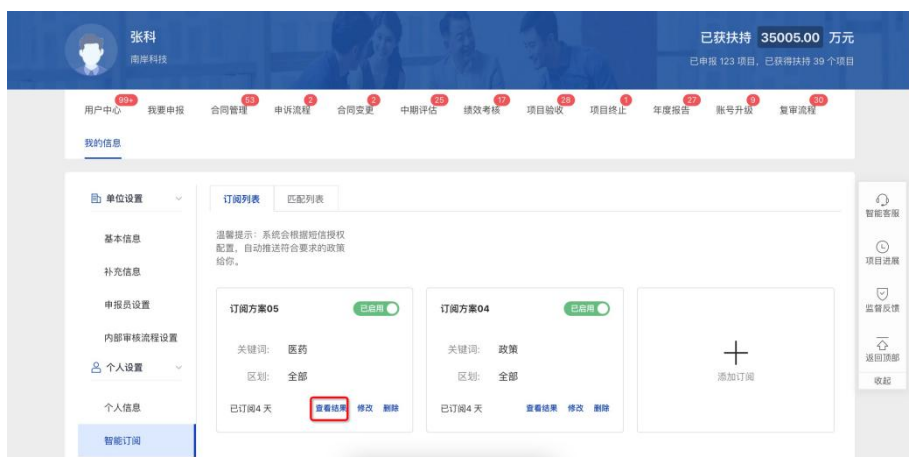 张科
南岸科技
已获扶持 35005.00 万元
已申报 123 项目，已获得扶持 39 个项目
99+ 53 2 2 25 17 28 1 27 9 30
用户中心 我要申报 合同管理 申诉流程 合同变更 中期评估 绩效考核 项目验收 项目终止 年度报告 账号升级 复审流程
我的信息
单位设置
基本信息
补充信息
申报员设置
内部审核流程设置
个人设置
个人信息
智能订阅
订阅列表 匹配列表
温馨提示：系统会根据短信授权
配置，自动推送符合要求的政策
给你。
订阅方案05 已启用
关键词: 医药
区划: 全部
已订阅4 天 查看结果 修改 删除
订阅方案04 已启用
关键词: 政策
区划: 全部
已订阅4 天 查看结果 修改 删除
添加订阅
智能客服
项目进展
监督反馈
返回顶部
收起